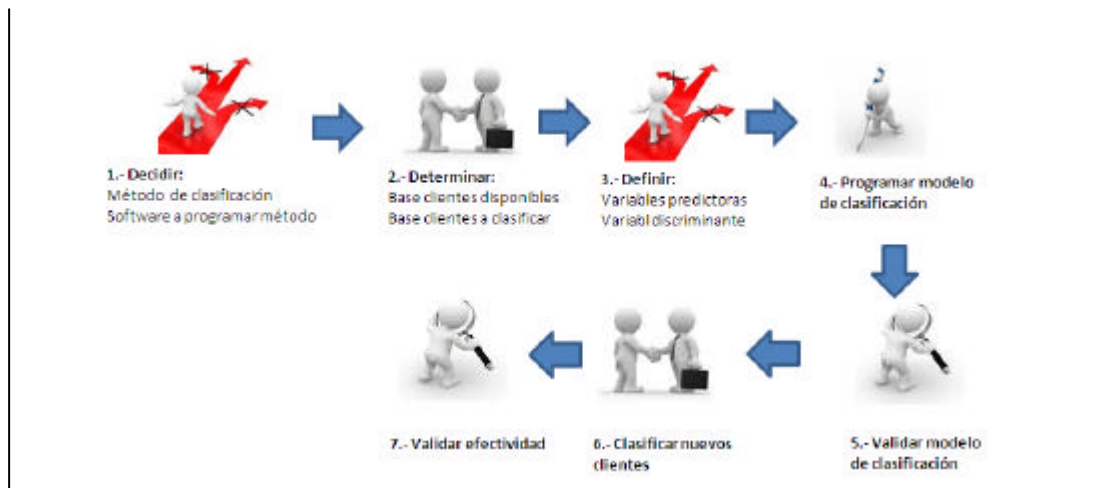 1.- Decidir:
Método de clasificación
Software a programar método
2.- Determinar:
Base clientes disponibles
Base clientes a clasificar
3.- Definir:
Variables predictoras
Variabl discriminante
4.- Programar modelo
de clasificación
5.- Validar modelo
de clasificación
6.- Clasificar nuevos
clientes
7.- Validar efectividad